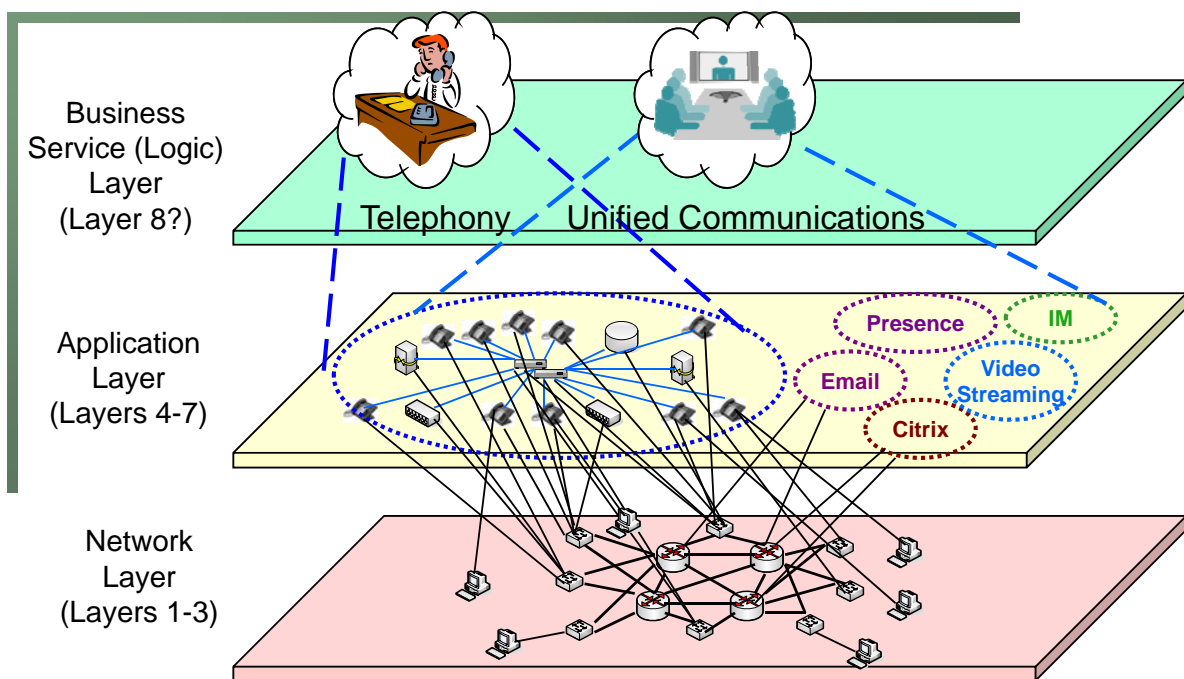 Business
Service (Logic)
Layer
(Layer 8?)
Telephony
Unified Communications
Application
Layer
(Layers 4-7)
Presence
IM
Email
Video
Streaming
Citrix
Network
Layer
(Layers 1-3)